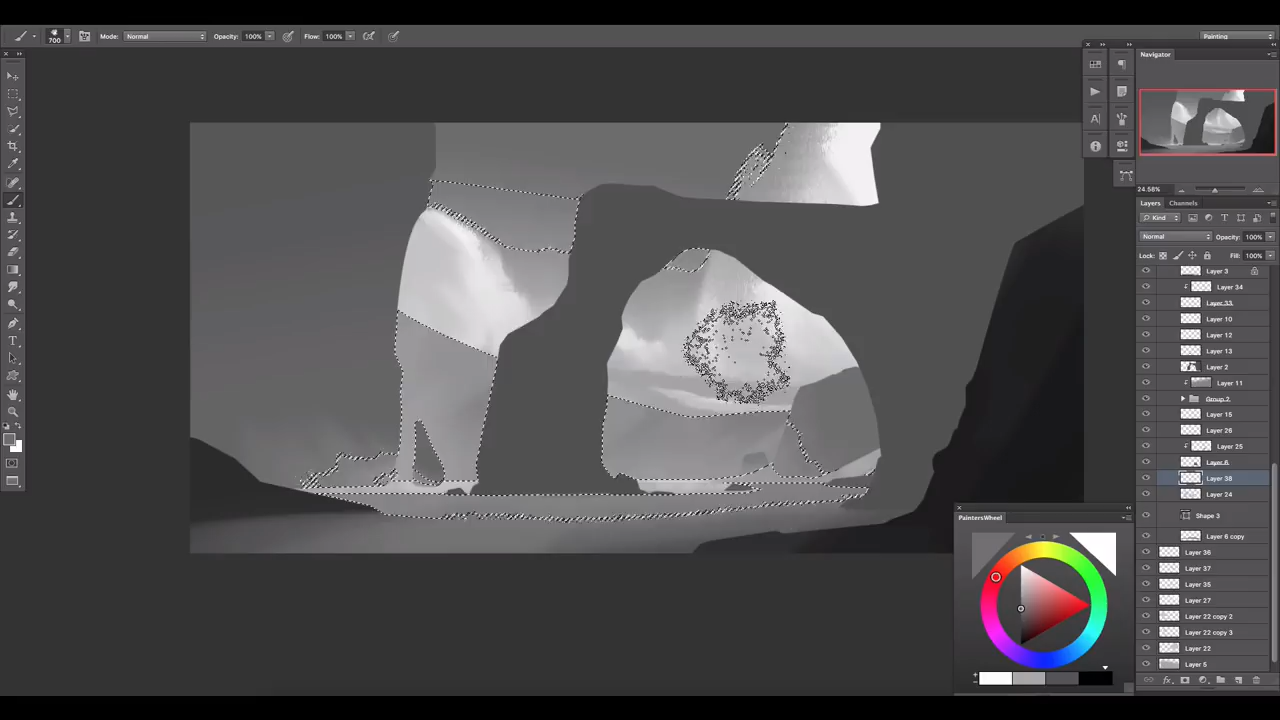 700 Mode: Normal Opacity: 100% Flow: 100% Painting
Navigator
24.58%
Layers Channels
Kind
Normal Opacity: 100%
Lock: Fill: 100%
Layer 3
Layer 34
Layer 33
Layer 10
Layer 12
Layer 13
Layer 2
Layer 11
Group 2
Layer 15
Layer 26
Layer 25
Layer 6
Layer 38
Layer 24
Shape 3
Layer 6 copy
Layer 36
Layer 37
Layer 35
Layer 27
Layer 22 copy 2
Layer 22 copy 3
Layer 22
Layer 5
PaintersWheel